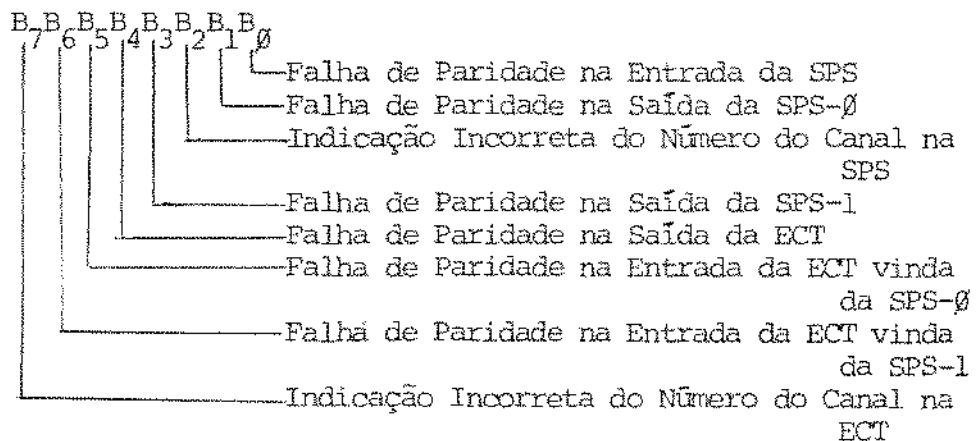 B7B6B5B4B3B2B1BØ
Falha de Paridade na Entrada da SPS
Falha de Paridade na Saída da SPS-Ø
Indicação Incorreta do Número do Canal na
SPS
Falha de Paridade na Saída da SPS-1
Falha de Paridade na Saída da ECT
Falha de Paridade na Entrada da ECT vinda
da SPS-Ø
Falha de Paridade na Entrada da ECT vinda
da SPS-1
Indicação Incorreta do Número do Canal na
ECT